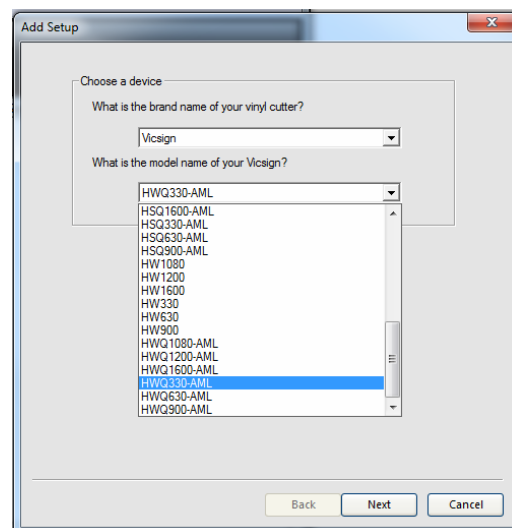 Add Setup
Choose a device
What is the brand name of your vinyl cutter?
Vicsign
What is the model name of your Vicsign?
HWQ330-AML
HSQ1600-AML
HSQ330-AML
HSQ630-AML
HSQ900-AML
HW1080
HW1200
HW1600
HW330
HW630
HW900
HWQ1080-AML
HWQ1200-AML
HWQ1600-AML
HWQ330-AML
HWQ630-AML
HWQ900-AML
Back Next Cancel